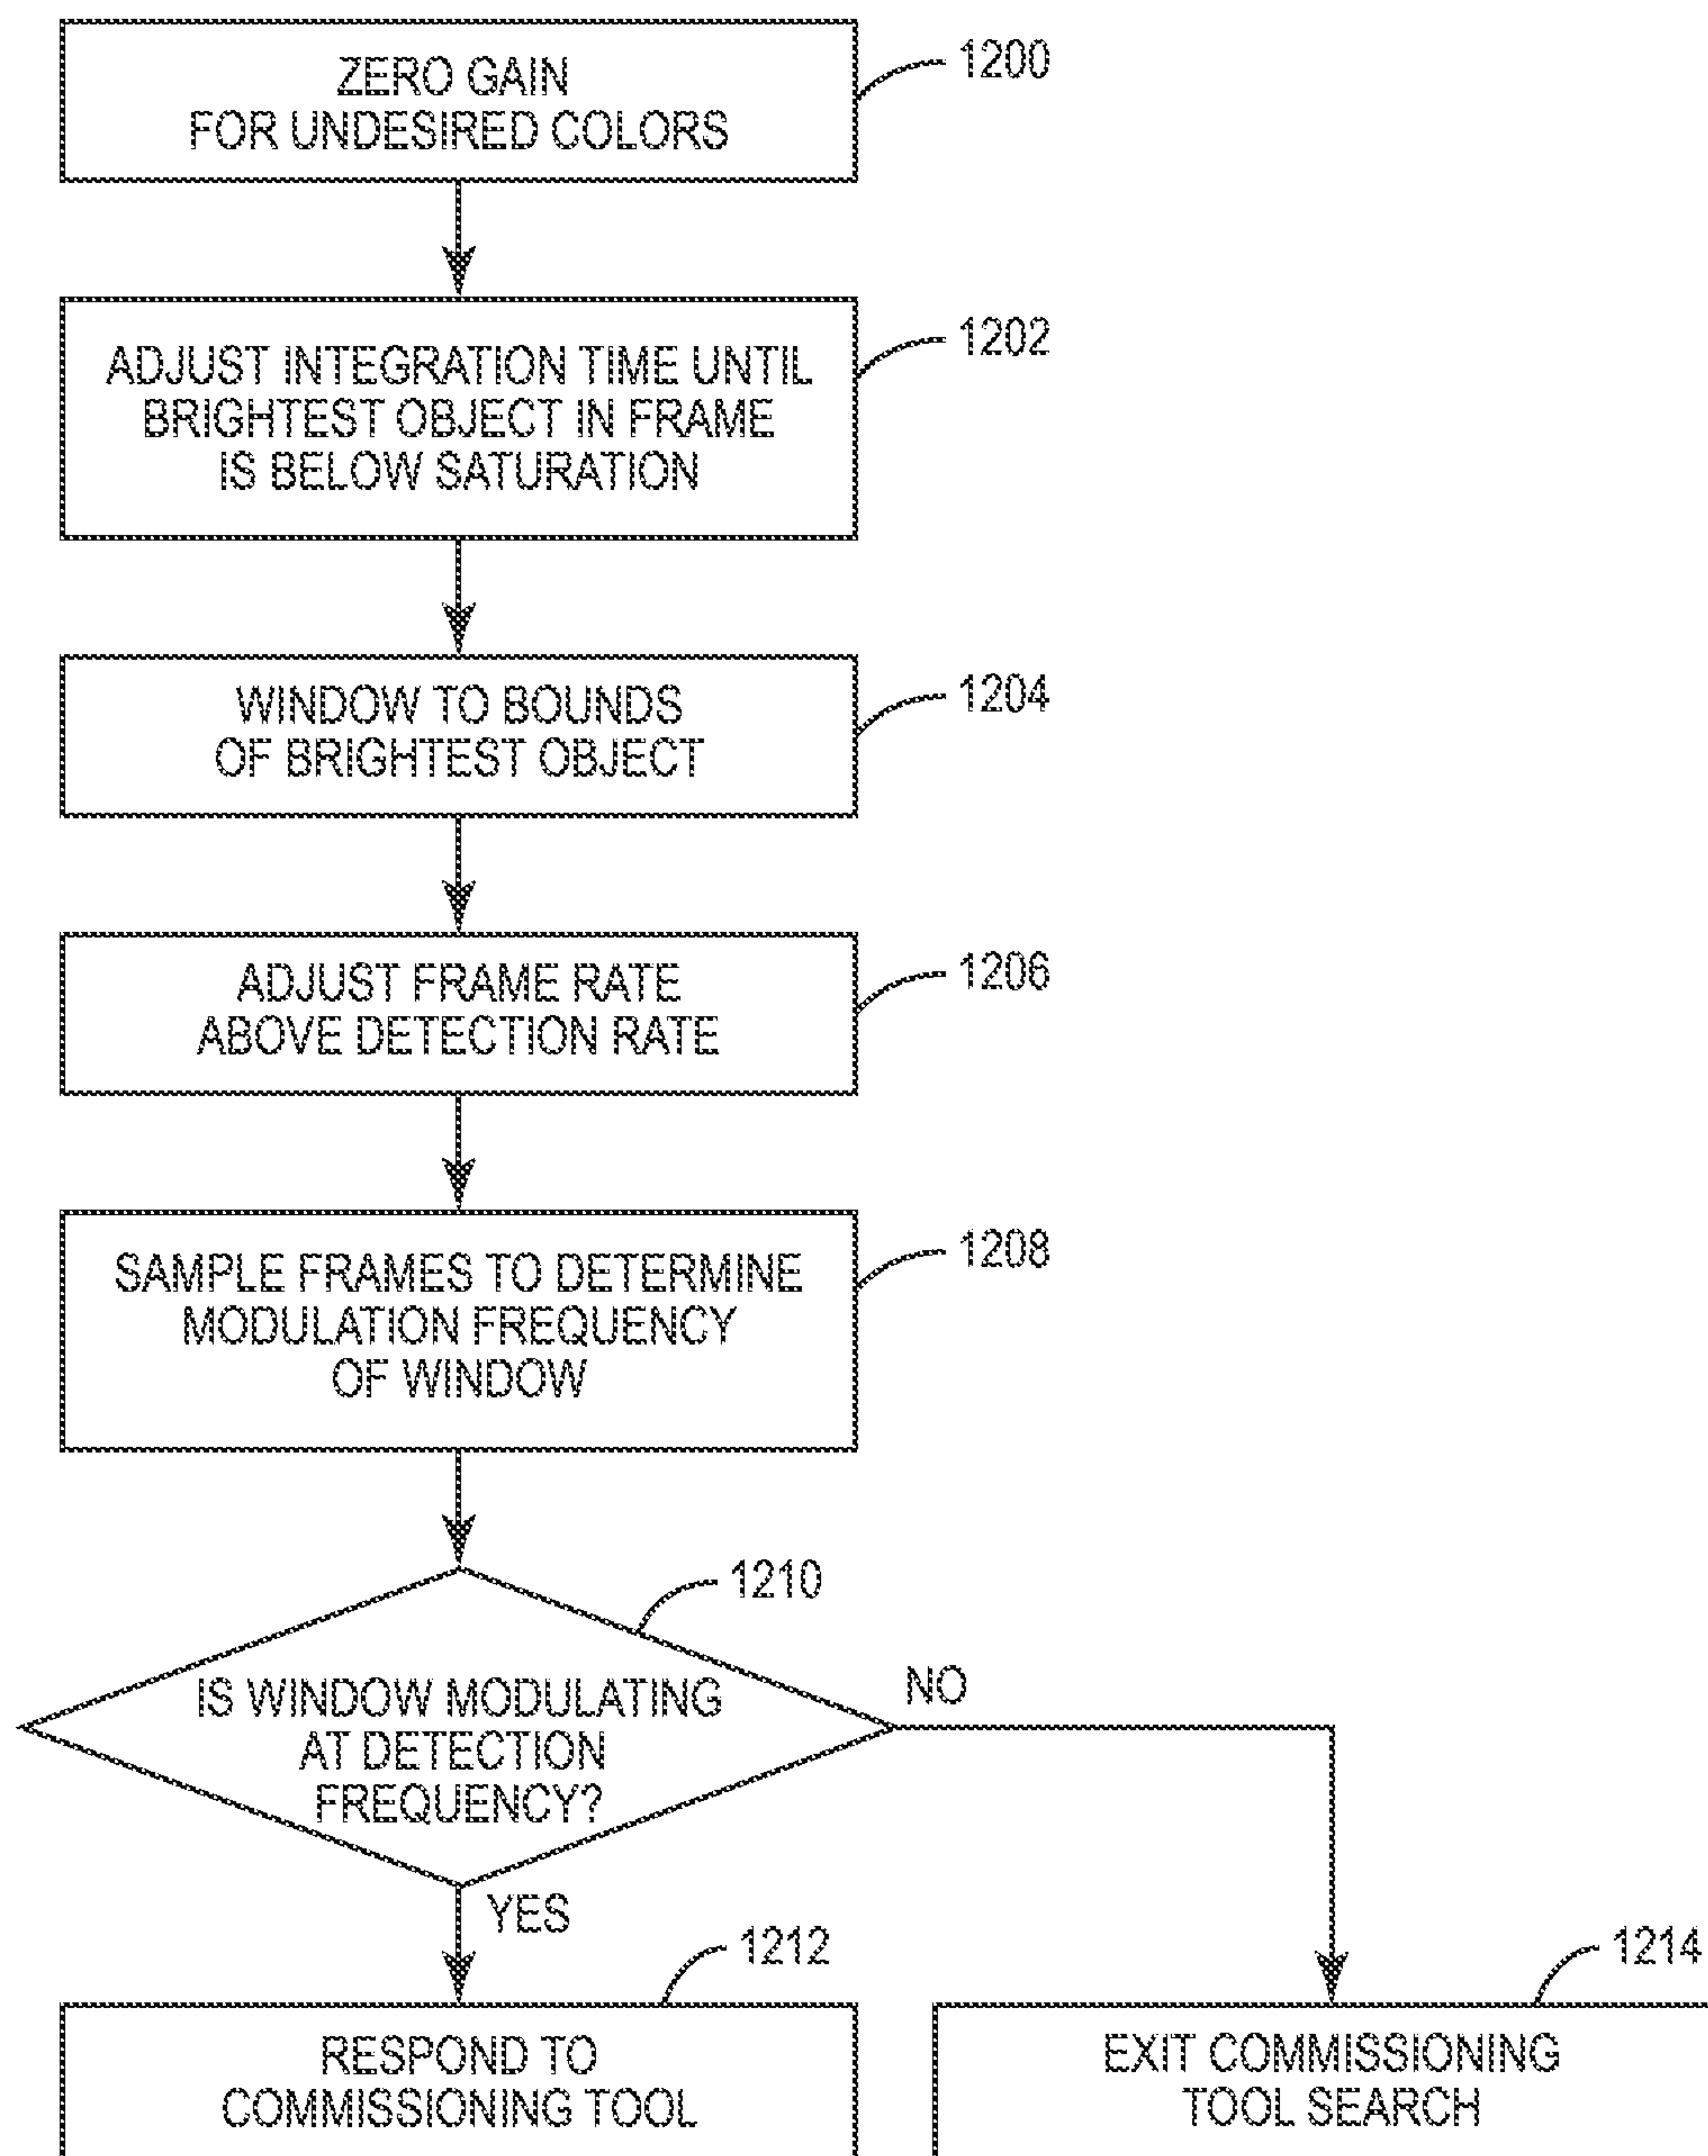 ZERO GAIN
FOR UNDESIRED COLORS
1200
ADJUST INTEGRATION TIME UNTIL
BRIGHTEST OBJECT IN FRAME
IS BELOW SATURATION
1202
WINDOW TO BOUNDS
OF BRIGHTEST OBJECT
1204
ADJUST FRAME RATE
ABOVE DETECTION RATE
1206
SAMPLE FRAMES TO DETERMINE
MODULATION FREQUENCY
OF WINDOW
1208
IS WINDOW MODULATING
AT DETECTION
FREQUENCY?
1210
NO
YES
RESPOND TO
COMMISSIONING TOOL
1212
EXIT COMMISSIONING
TOOL SEARCH
1214